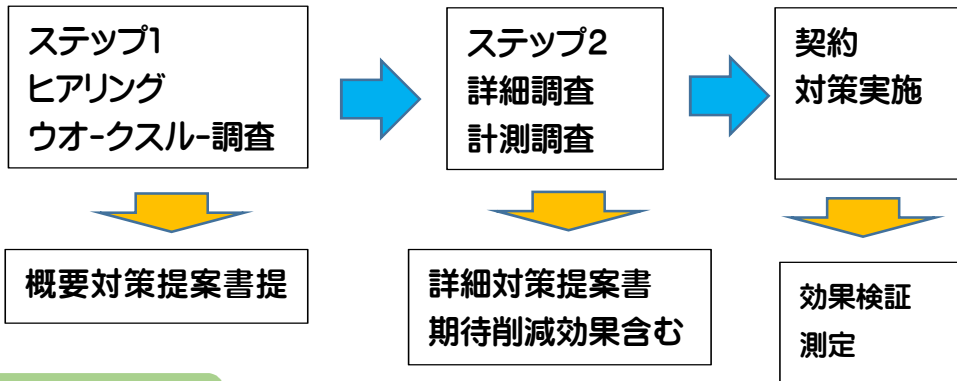 ステップ1
ヒアリング
ウオ-クスル-調査
ステップ2
詳細調査
計測調査
契約
対策実施
概要対策提案書提
詳細対策提案書
期待削減効果含む
効果検証
測定